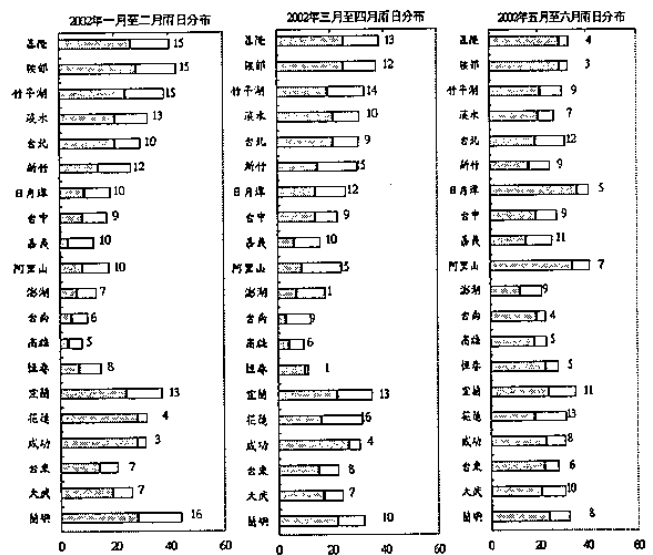 2002年一月至二月雨日分布
基隆 15
彭佳嶼 15
竹子湖 15
淡水 13
台北 10
新竹 12
日月潭 10
台中 9
嘉義 10
阿里山 10
澎湖 7
台南 6
高雄 5
恆春 8
宜蘭 13
花蓮 4
成功 3
台東 7
大武 7
蘭嶼 16
0 20 40 60
2002年三月至四月雨日分布
基隆 13
12
竹子湖 14
淡水 10
台北 9
新竹 15
日月潭 12
台中 9
嘉義 10
阿里山 15
澎湖 1
台南 9
高雄 6
恆春 1
宜蘭 13
花蓮 16
成功 4
台東 8
大武 7
蘭嶼 10
0 20 40 60
2002年五月至六月雨日分布
基隆 4
3
竹子湖 9
淡水 7
台北 12
新竹 9
日月潭 5
台中 9
嘉義 11
阿里山 7
澎湖 9
台南 4
高雄 5
恆春 5
宜蘭 11
花蓮 13
成功 8
台東 6
大武 10
蘭嶼 8
0 20 40 60